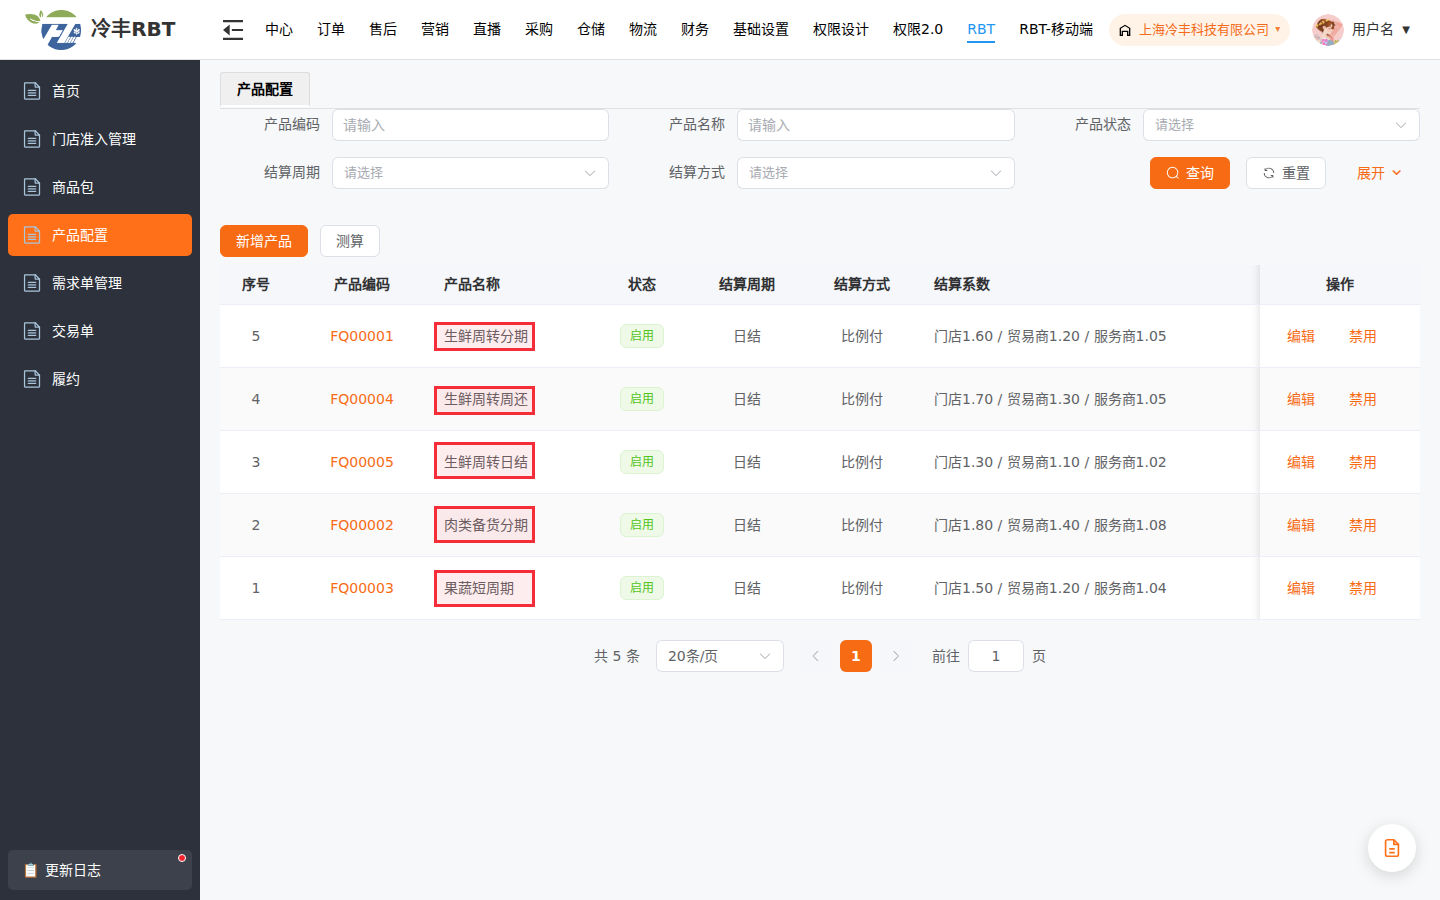 冷丰RBT
中心 订单 售后 营销 直播 采购 仓储 物流 财务 基础设置 权限设计 权限2.0 RBT RBT-移动端 上海冷丰科技有限公司 ▾ 用户名 ▼
首页
门店准入管理
商品包
产品配置
需求单管理
交易单
履约
更新日志
产品配置
产品编码 请输入 产品名称 请输入 产品状态 请选择
结算周期 请选择 结算方式 请选择 查询 重置 展开
新增产品 测算
序号 产品编码 产品名称 状态 结算周期 结算方式 结算系数 操作
5 FQ00001 生鲜周转分期 启用 日结 比例付 门店1.60 / 贸易商1.20 / 服务商1.05 编辑 禁用
4 FQ00004 生鲜周转周还 启用 日结 比例付 门店1.70 / 贸易商1.30 / 服务商1.05 编辑 禁用
3 FQ00005 生鲜周转日结 启用 日结 比例付 门店1.30 / 贸易商1.10 / 服务商1.02 编辑 禁用
2 FQ00002 肉类备货分期 启用 日结 比例付 门店1.80 / 贸易商1.40 / 服务商1.08 编辑 禁用
1 FQ00003 果蔬短周期 启用 日结 比例付 门店1.50 / 贸易商1.20 / 服务商1.04 编辑 禁用
共 5 条 20条/页 1 前往 1 页